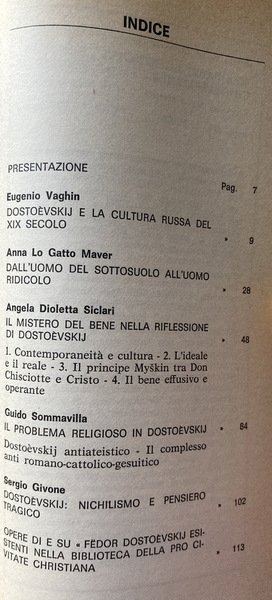 INDICE
PRESENTAZIONE
Pag. 7
Eugenio Vaghin
DOSTOÈVSKIJ E LA CULTURA RUSSA DEL
XIX SECOLO
» 9
Anna Lo Gatto Maver
DALL'UOMO DEL SOTTOSUOLO ALL'UOMO
RIDICOLO
» 28
Angela Dioletta Siclari
IL MISTERO DEL BENE NELLA RIFLESSIONE
DI DOSTOÈVSKIJ
» 48
1. Contemporaneità e cultura - 2. L'ideale
e il reale - 3. Il principe Myškin tra Don
Chisciotte e Cristo - 4. Il bene effusivo e
operante
Guido Sommavilla
IL PROBLEMA RELIGIOSO IN DOSTOÈVSKIJ » 84
Dostoèvskij antiateistico - Il complesso
anti romano-cattolico-gesuitico
Sergio Givone
DOSTOÈVSKIJ: NICHILISMO E PENSIERO
TRAGICO
» 102
OPERE DI E SU « FËDOR DOSTOÈVSKIJ ESI-
STENTI NELLA BIBLIOTECA DELLA PRO CI-
VITATE CHRISTIANA
» 113